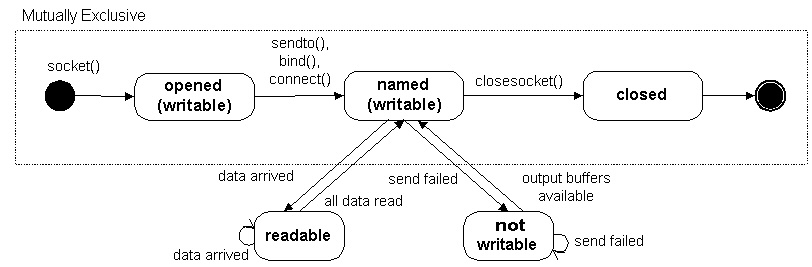 Mutually Exclusive
socket()
opened
(writable)
sendto(),
bind(),
connect()
named
(writable)
closesocket()
closed
data arrived
all data read
send failed
output buffers
available
readable
data arrived
not
writable
send failed